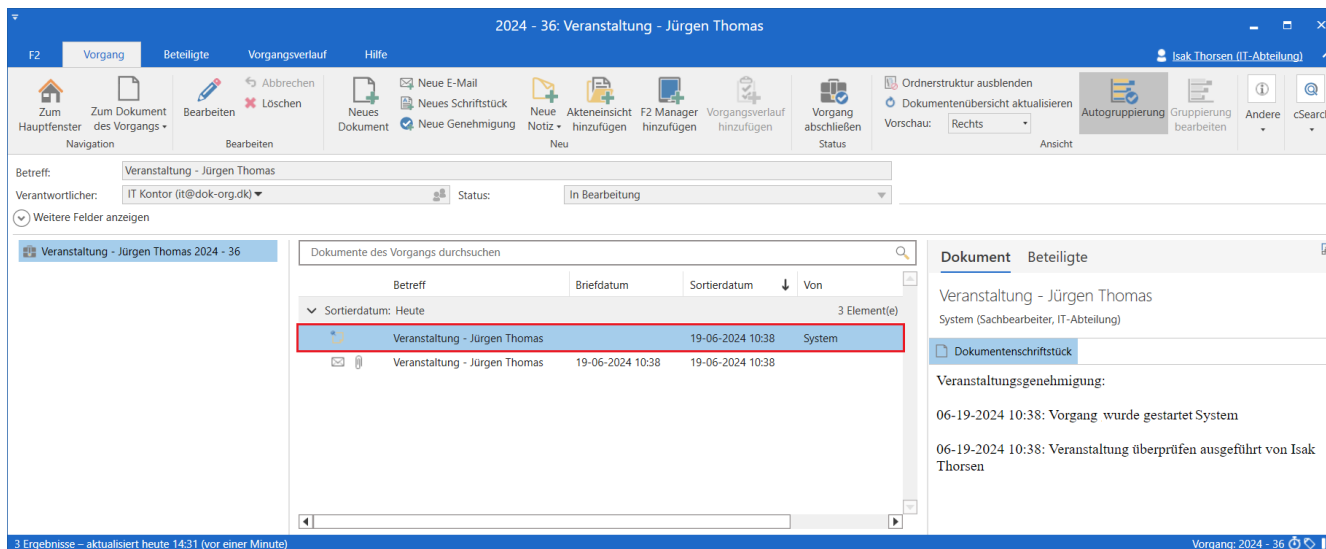 2024 - 36: Veranstaltung - Jürgen Thomas
F2 Vorgang Beteiligte Vorgangsverlauf Hilfe Isak Thorsen (IT-Abteilung)
Zum Hauptfenster
Zum Dokument des Vorgangs
Navigation
Bearbeiten
Abbrechen
Löschen
Bearbeiten
Neues Dokument
Neue E-Mail
Neues Schriftstück
Neue Genehmigung
Neue Notiz
Akteneinsicht hinzufügen
F2 Manager hinzufügen
Vorgangsverlauf hinzufügen
Neu
Vorgang abschließen
Status
Ordnerstruktur ausblenden
Dokumentenübersicht aktualisieren
Vorschau: Rechts
Autogruppierung
Gruppierung bearbeiten
Ansicht
Andere
cSearch
Betreff: Veranstaltung - Jürgen Thomas
Verantwortlicher: IT Kontor (it@dok-org.dk) Status: In Bearbeitung
Weitere Felder anzeigen
Veranstaltung - Jürgen Thomas 2024 - 36
Dokumente des Vorgangs durchsuchen
Betreff Briefdatum Sortierdatum Von
Sortierdatum: Heute 3 Element(e)
Veranstaltung - Jürgen Thomas 19-06-2024 10:38 System
Veranstaltung - Jürgen Thomas 19-06-2024 10:38 19-06-2024 10:38
Dokument Beteiligte
Veranstaltung - Jürgen Thomas
System (Sachbearbeiter, IT-Abteilung)
Dokumentenschriftstück
Veranstaltungsgenehmigung:
06-19-2024 10:38: Vorgang wurde gestartet System
06-19-2024 10:38: Veranstaltung überprüfen ausgeführt von Isak
Thorsen
3 Ergebnisse – aktualisiert heute 14:31 (vor einer Minute) Vorgang: 2024 - 36